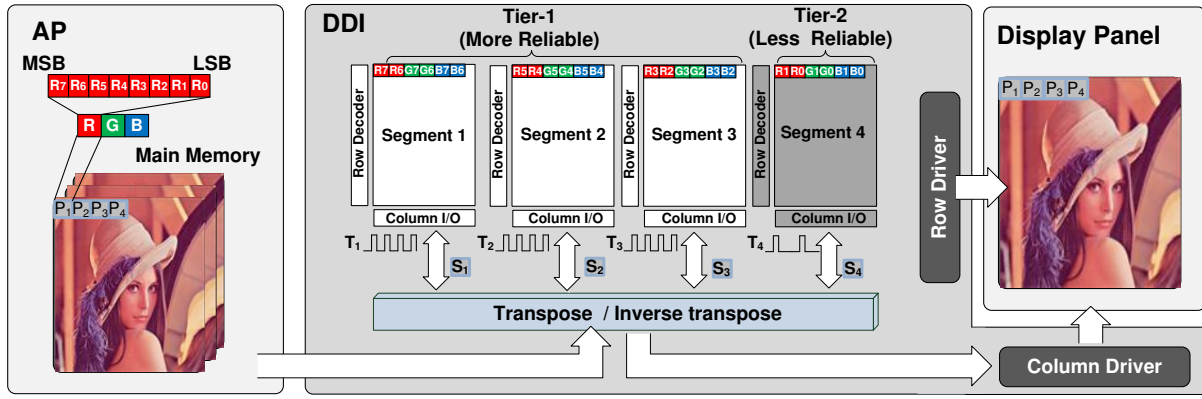 AP
MSB LSB
R7 R6 R5 R4 R3 R2 R1 R0
R G B
Main Memory
P1 P2 P3 P4
DDI
Tier-1
(More Reliable)
Tier-2
(Less Reliable)
Row Decoder
R7 R6 G7 G6 B7 B6
Segment 1
Column I/O
Row Decoder
R5 R4 G5 G4 B5 B4
Segment 2
Column I/O
Row Decoder
R3 R2 G3 G2 B3 B2
Segment 3
Column I/O
Row Decoder
R1 R0 G1 G0 B1 B0
Segment 4
Column I/O
T1 T2 T3 T4
S1 S2 S3 S4
Transpose / Inverse transpose
Row Driver
Display Panel
P1 P2 P3 P4
Column Driver